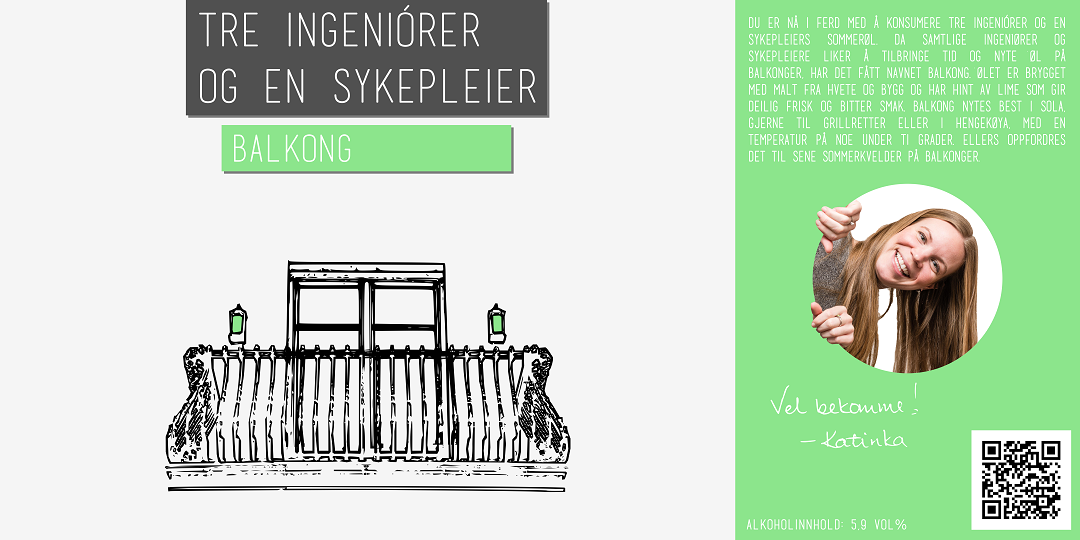 TRE INGENIÓRER
OG EN SYKEPLEIER
BALKONG
DU ER NÅ I FERD MED Å KONSUMERE TRE INGENIÓRER OG EN
SYKEPLEIERS SOMMERØL. DA SAMTLIGE INGENIØRER OG
SYKEPLEIERE LIKER Å TILBRINGE TID OG NYTE ØL PÅ
BALKONGER, HAR DET FÅTT NAVNET BALKONG. ØLET ER BRYGGET
MED MALT FRA HVETE OG BYGG OG HAR HINT AV LIME SOM GIR
DEILIG FRISK OG BITTER SMAK. BALKONG NYTES BEST I SOLA,
GJERNE TIL GRILLRETTER ELLER I HENGEKØYA, MED EN
TEMPERATUR PÅ NOE UNDER TI GRADER. ELLERS OPPFORDRES
DET TIL SENE SOMMERKVELDER PÅ BALKONGER.
Vel bekomme!
- Katinka
ALKOHOLINNHOLD: 5.9 VOL%